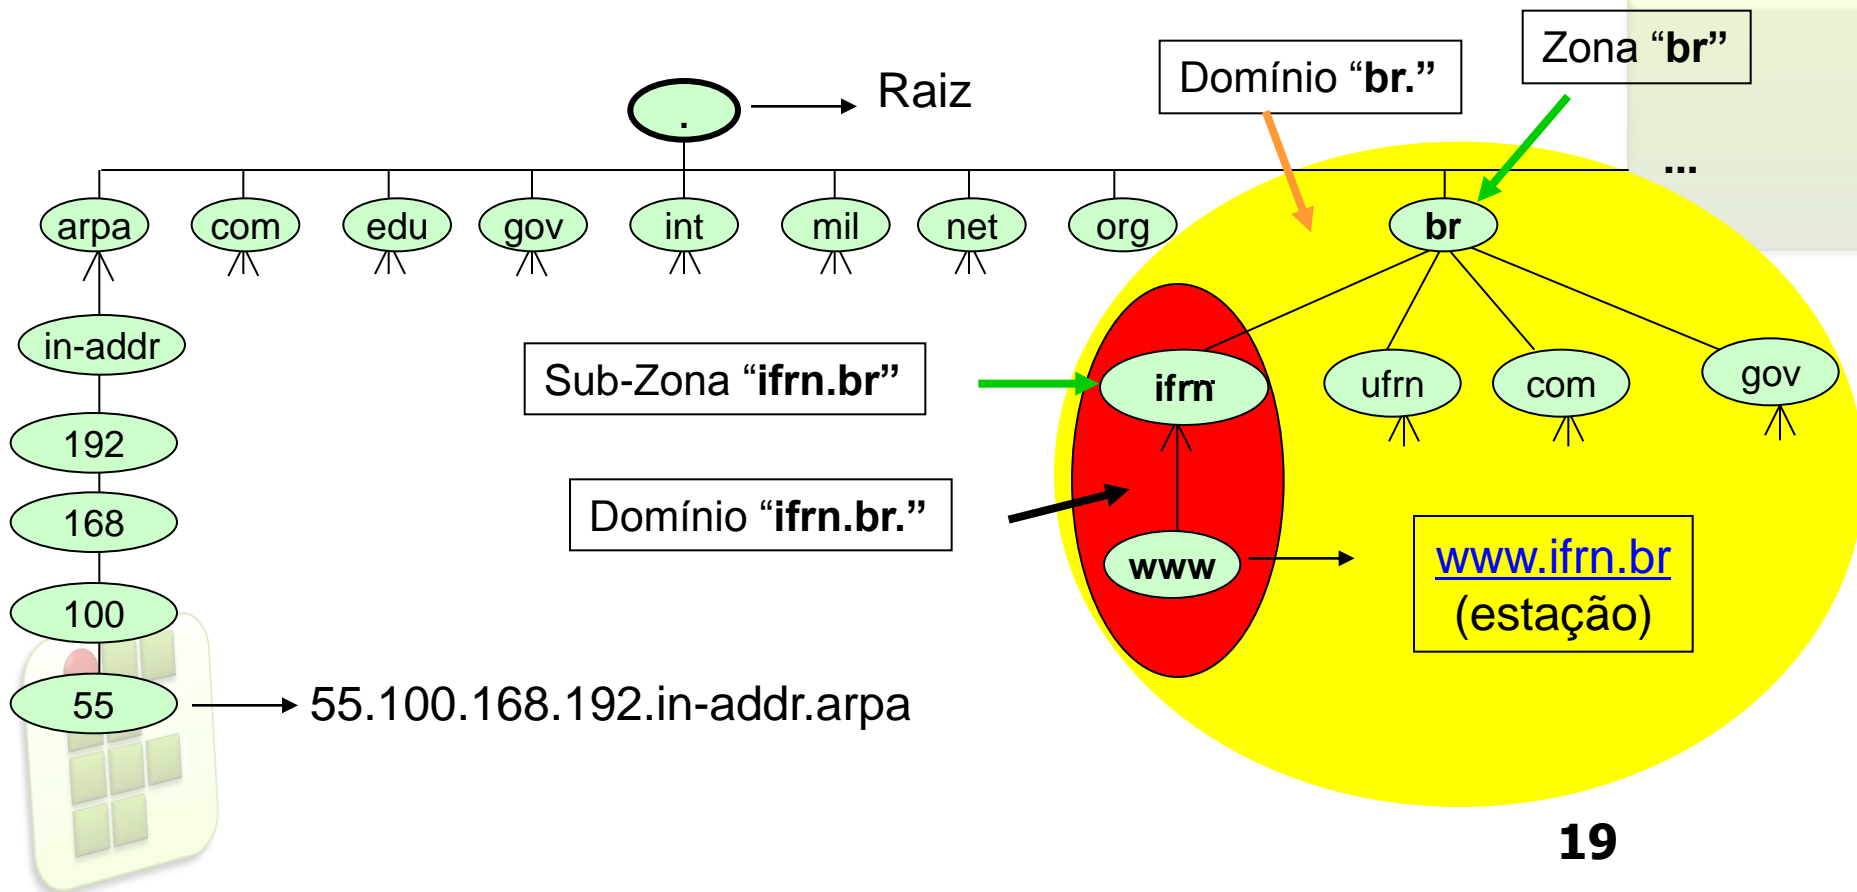 Zona “br”
Domínio “br.”
Raiz
.
...
arpa
com
edu
gov
int
mil
net
org
br
in-addr
Sub-Zona “ifrn.br”
ifrn
ufrn
com
gov
192
168
Domínio “ifrn.br.”
www
www.ifrn.br
(estação)
100
55
55.100.168.192.in-addr.arpa
19